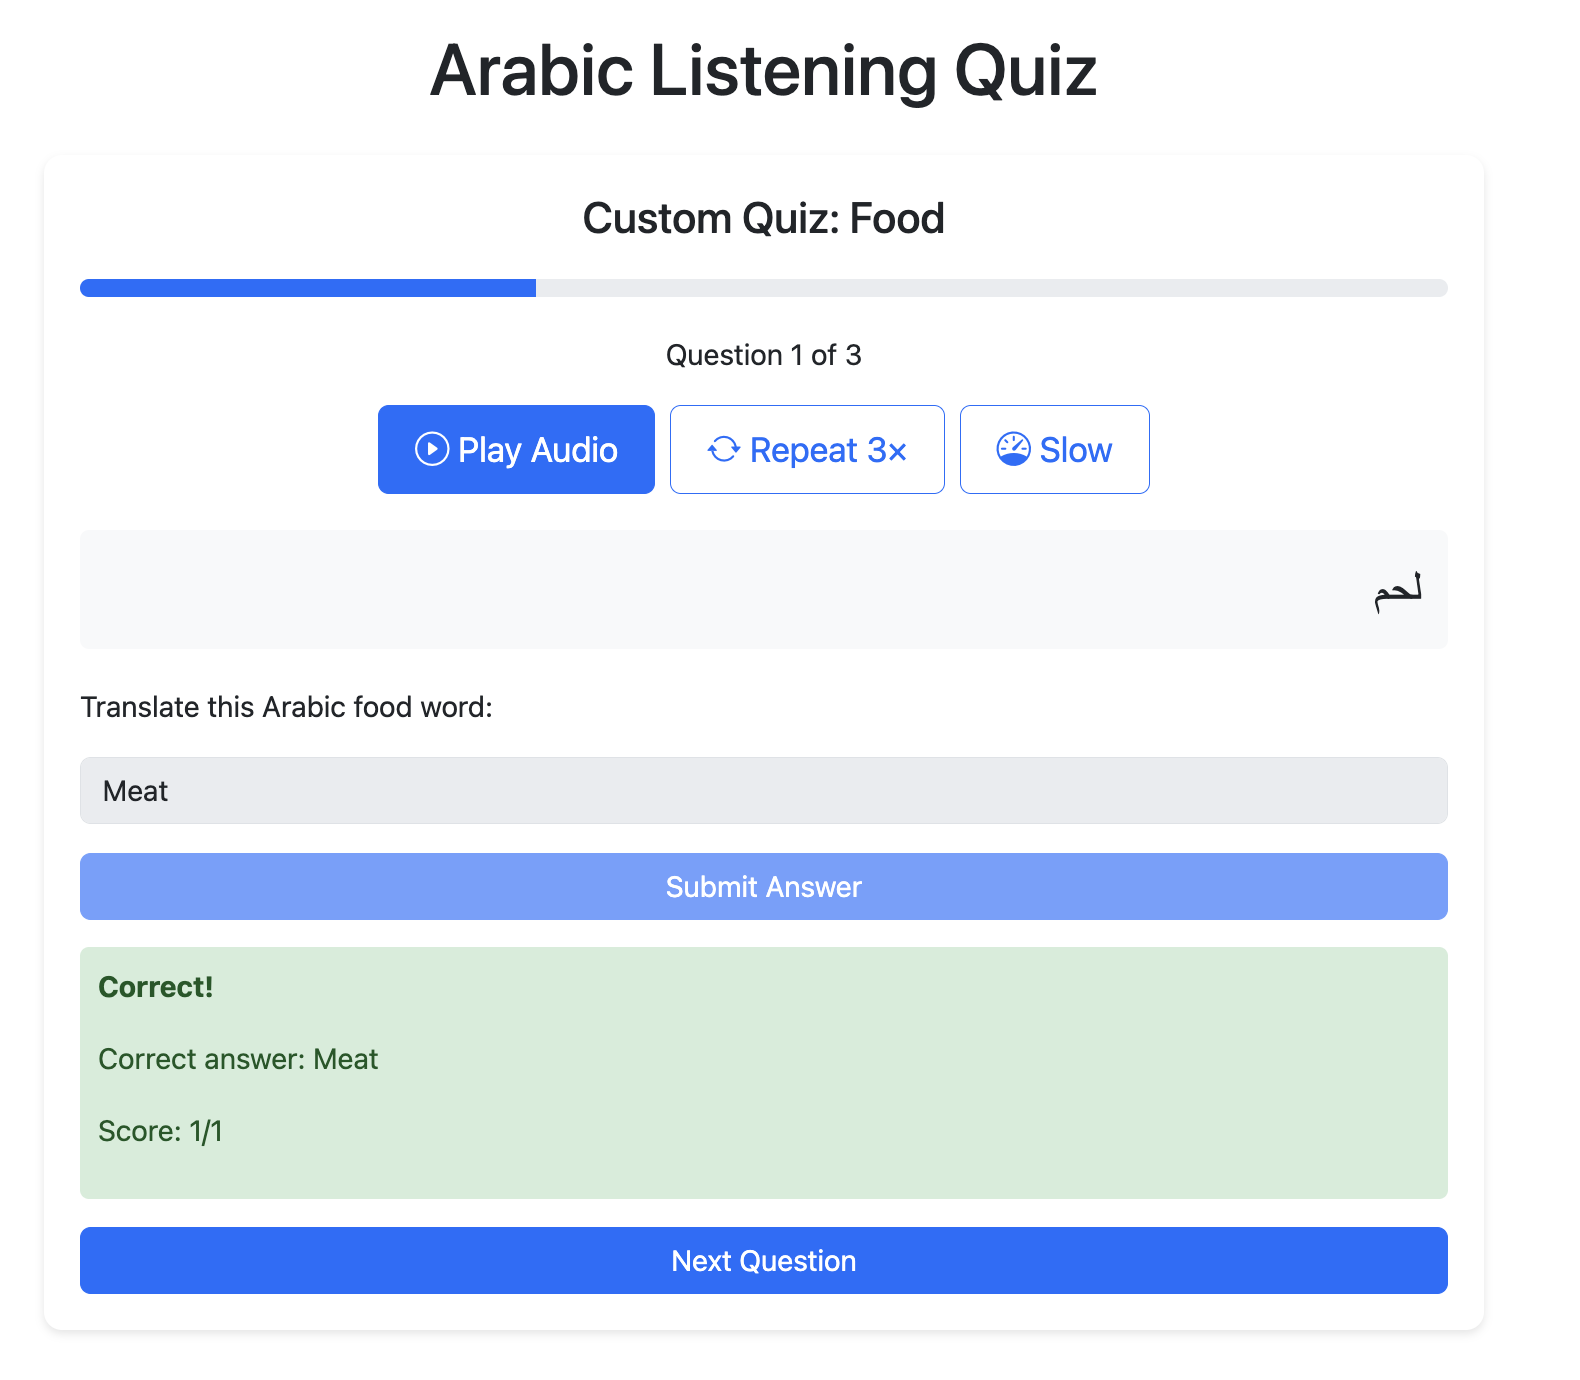 Arabic Listening Quiz
Custom Quiz: Food
Question 1 of 3
Play Audio
Repeat 3×
Slow
لحم
Translate this Arabic food word:
Meat
Submit Answer
Correct!
Correct answer: Meat
Score: 1/1
Next Question